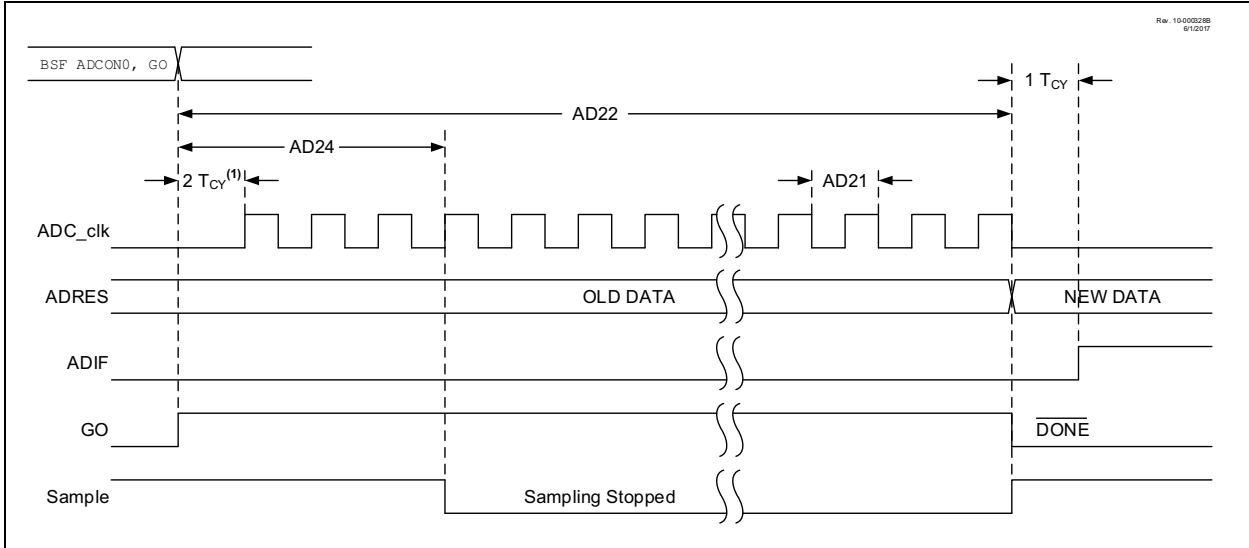 Rev. 10-000328B
6/1/2017
BSF ADCON0, GO
1 TCY
AD22
AD24
2 TCY(1)
AD21
ADC_clk
ADRES
OLD DATA
NEW DATA
ADIF
GO
DONE
Sample
Sampling Stopped